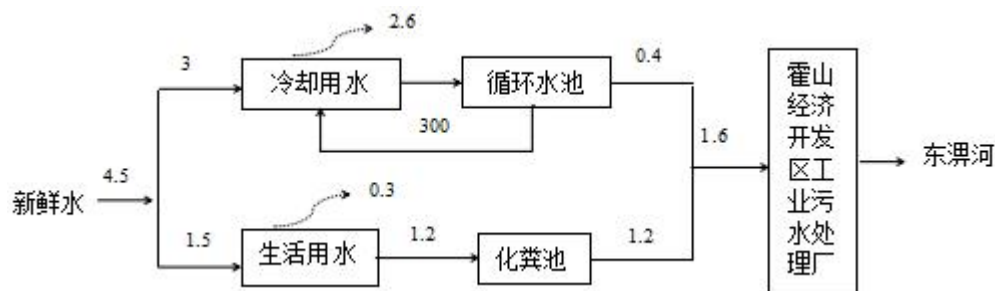 2.6
3
冷却用水
循环水池
0.4
300
霍山
经济
开发
区工
业污
水处
理厂
1.6
东淠河
4.5
新鲜水
0.3
1.5
生活用水
1.2
化粪池
1.2